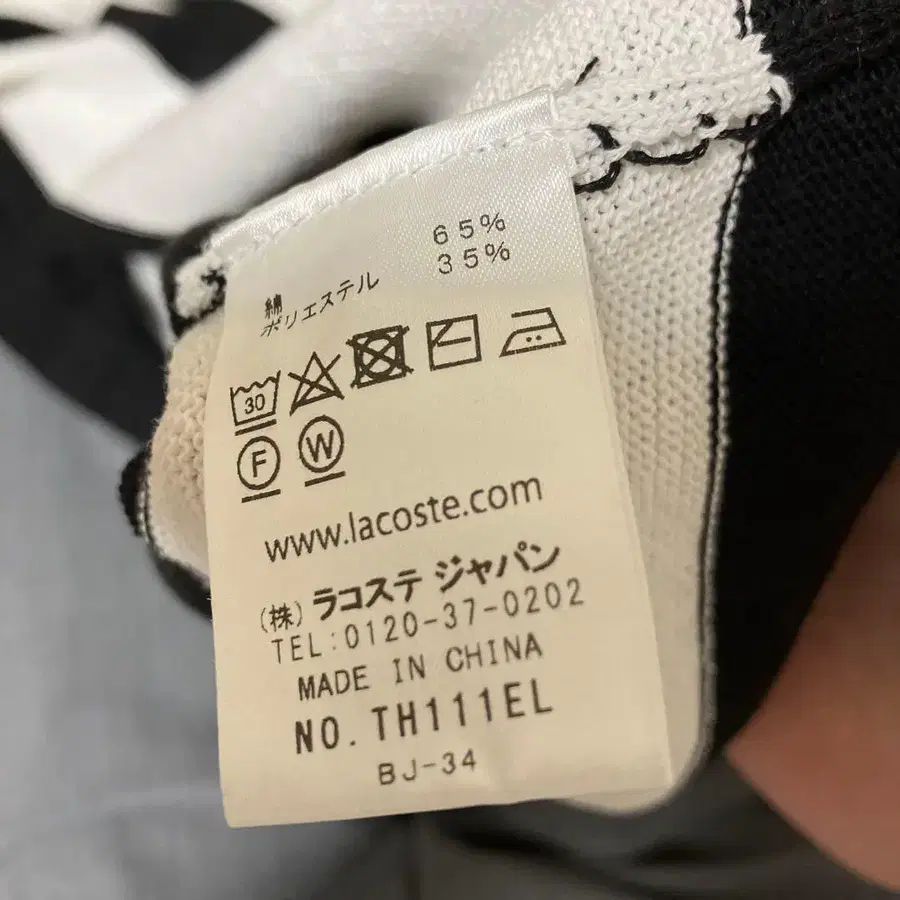 綿 65%
ポリエステル 35%
30
F W
www.lacoste.com
(株) ラコステ ジャパン
TEL:0120-37-0202
MADE IN CHINA
NO. TH111EL
BJ-34